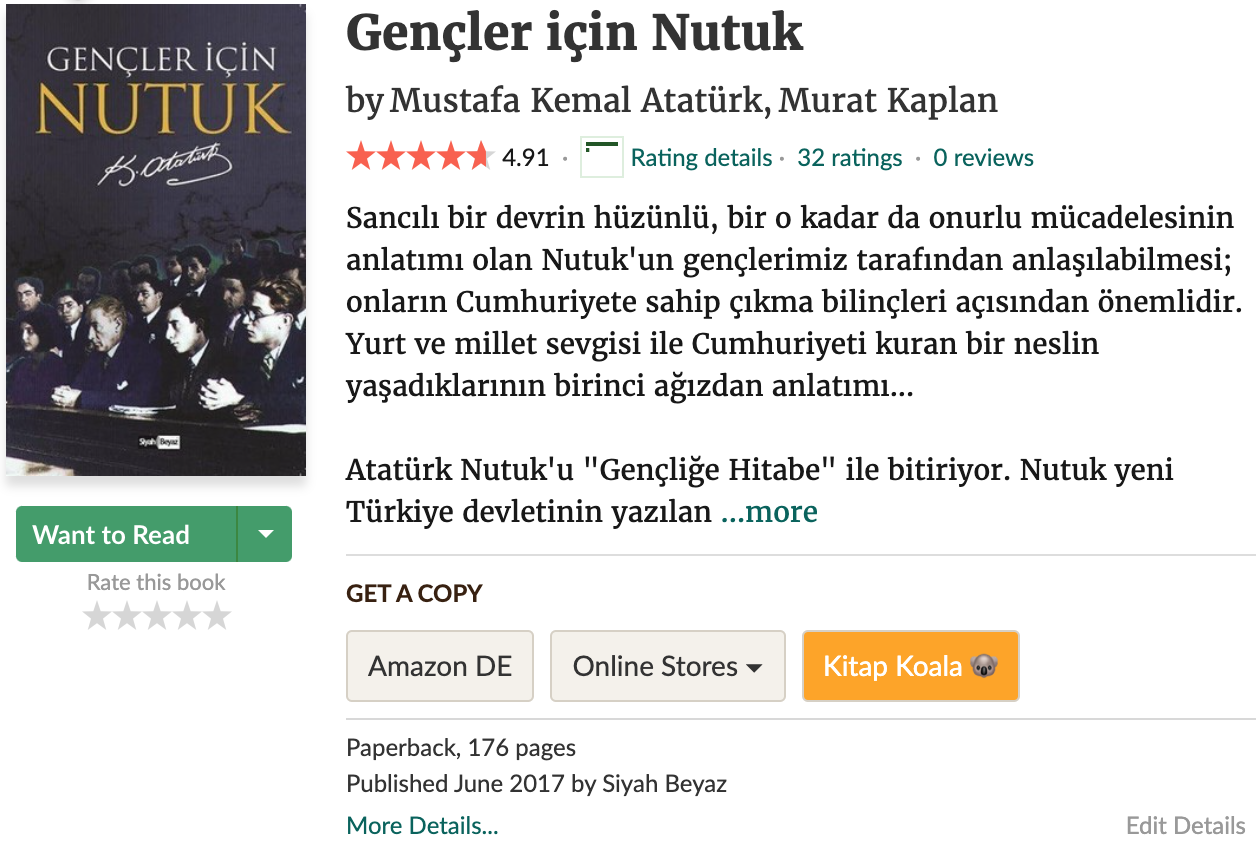 GENÇLER İÇİN
NUTUK
K. Atatürk
Siyah Beyaz
Want to Read
Rate this book
Gençler için Nutuk
by Mustafa Kemal Atatürk, Murat Kaplan
4.91 · Rating details · 32 ratings · 0 reviews
Sancılı bir devrin hüzünlü, bir o kadar da onurlu mücadelesinin
anlatımı olan Nutuk'un gençlerimiz tarafından anlaşılabilmesi;
onların Cumhuriyete sahip çıkma bilinçleri açısından önemlidir.
Yurt ve millet sevgisi ile Cumhuriyeti kuran bir neslin
yaşadıklarının birinci ağızdan anlatımı...
Atatürk Nutuk'u "Gençliğe Hitabe" ile bitiriyor. Nutuk yeni
Türkiye devletinin yazılan ...more
GET A COPY
Amazon DE
Online Stores
Kitap Koala
Paperback, 176 pages
Published June 2017 by Siyah Beyaz
More Details...
Edit Details